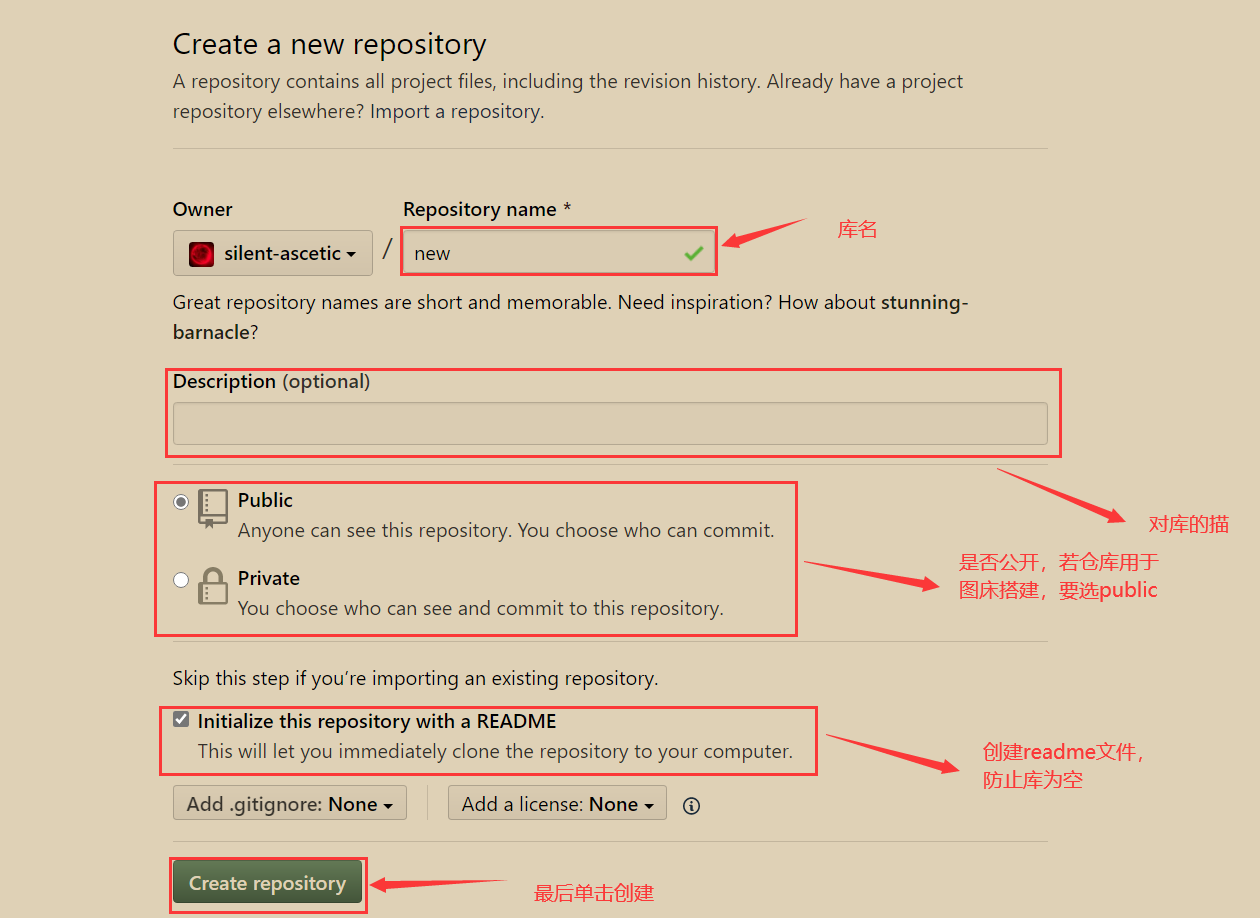 Create a new repository
A repository contains all project files, including the revision history. Already have a project
repository elsewhere? Import a repository.
Owner
Repository name *
silent-ascetic
/
new
库名
Great repository names are short and memorable. Need inspiration? How about stunning-
barnacle?
Description (optional)
对库的描
Public
Anyone can see this repository. You choose who can commit.
Private
You choose who can see and commit to this repository.
是否公开，若仓库用于
图床搭建，要选public
Skip this step if you’re importing an existing repository.
Initialize this repository with a README
This will let you immediately clone the repository to your computer.
创建readme文件，
防止库为空
Add .gitignore: None
Add a license: None
Create repository
最后单击创建